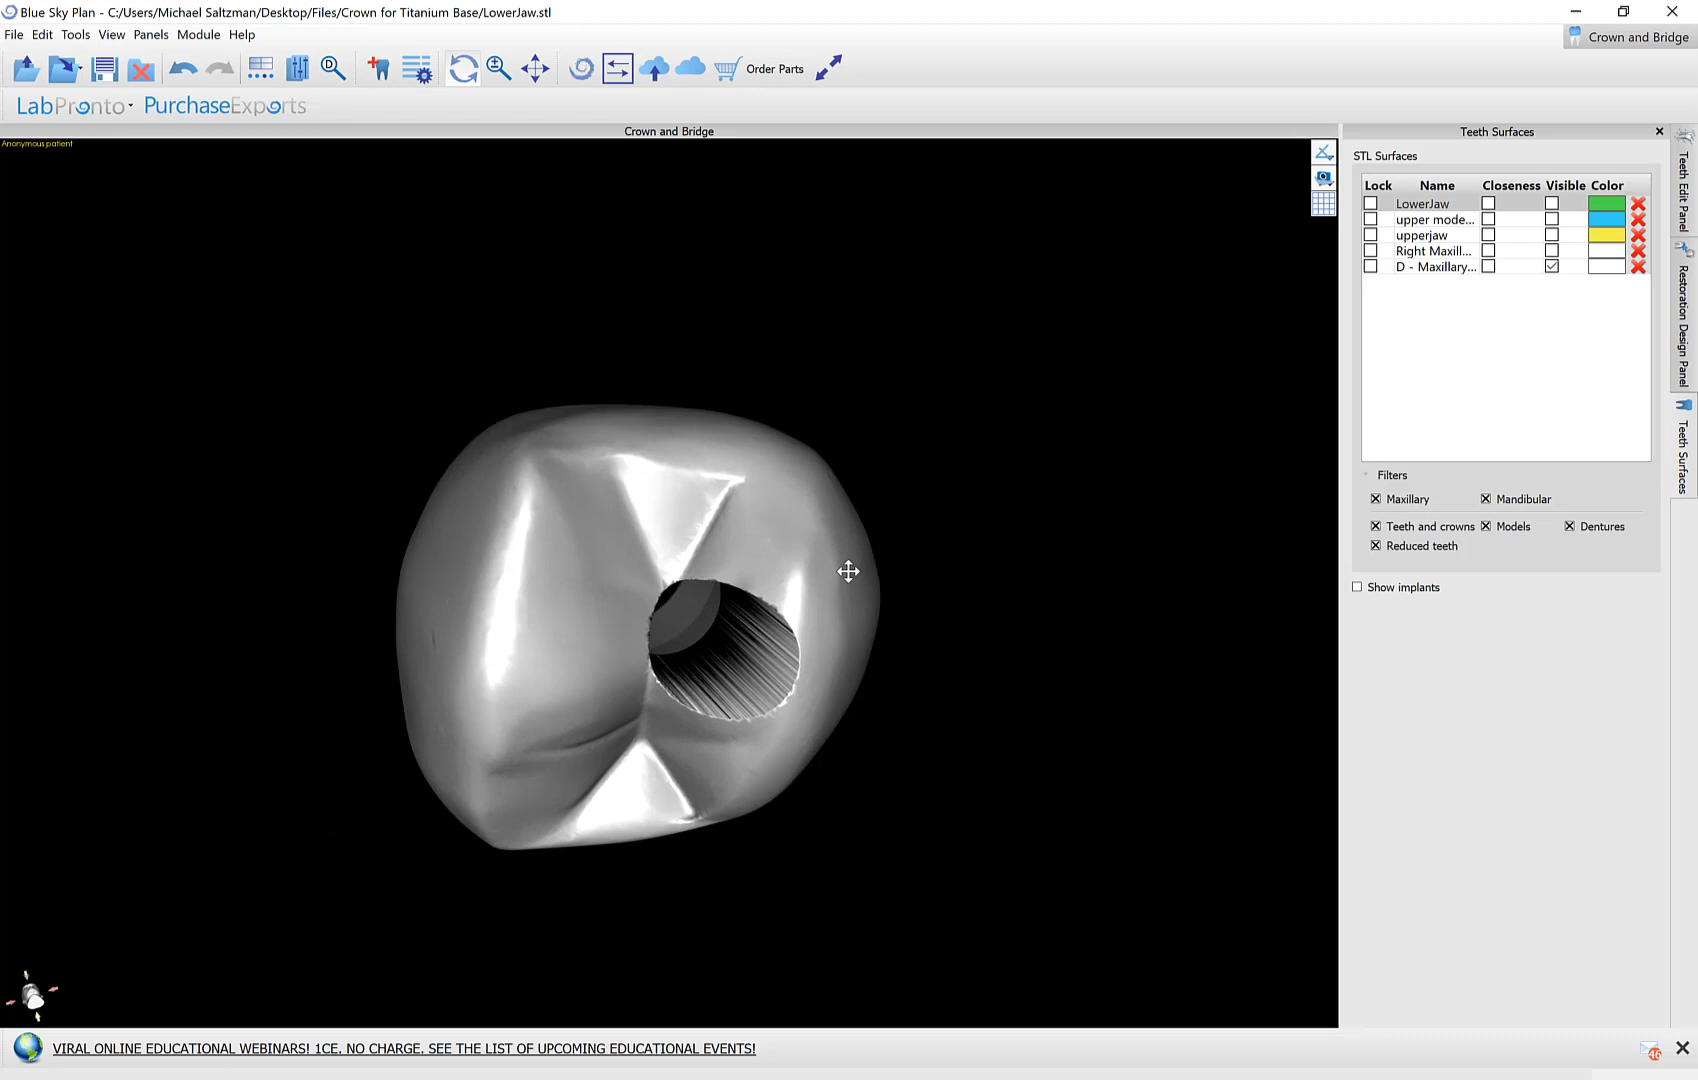 Blue Sky Plan - C:/Users/Michael Saltzman/Desktop/Files/Crown for Titanium Base/LowerJaw.stl
File Edit Tools View Panels Module Help
Crown and Bridge
D
Order Parts
LabPronto PurchaseExports
Crown and Bridge
Teeth Surfaces
Anonymous patient
STL Surfaces
Lock Name Closeness Visible Color
LowerJaw
upper mode...
upperjaw
Right Maxill...
D - Maxillary...
Filters
Maxillary Mandibular
Teeth and crowns Models Dentures
Reduced teeth
Show implants
Teeth Edit Panel
Restoration Design Panel
Teeth Surfaces
VIRAL ONLINE EDUCATIONAL WEBINARS! 1CE. NO CHARGE. SEE THE LIST OF UPCOMING EDUCATIONAL EVENTS!
46